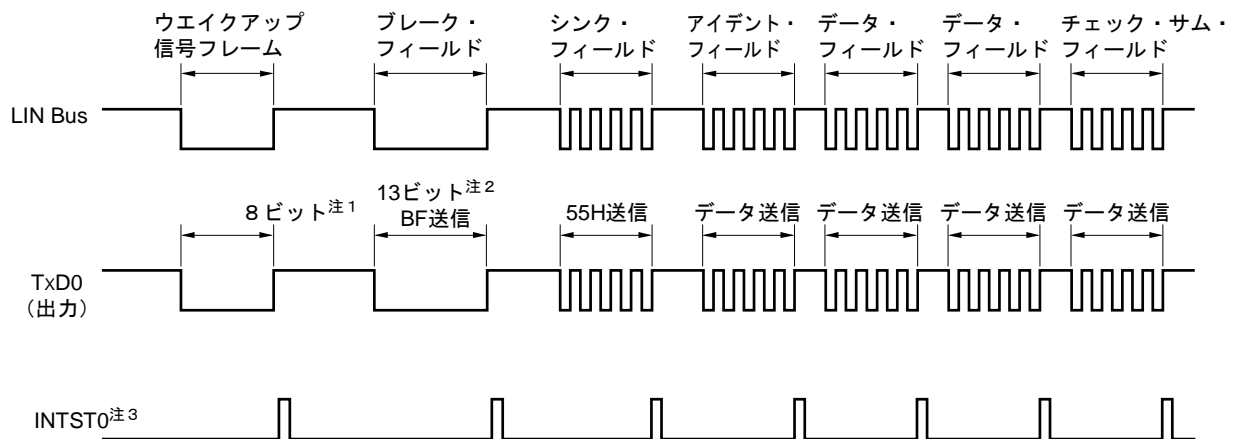 ウエイクアップ
信号フレーム
ブレーク・
フィールド
シンク・
フィールド
アイデント・
フィールド
データ・
フィールド
データ・
フィールド
チェック・サム・
フィールド
LIN Bus
8ビット注1
13ビット注2
BF送信
55H送信
データ送信
データ送信
データ送信
データ送信
TxD0
(出力)
INTST0注3